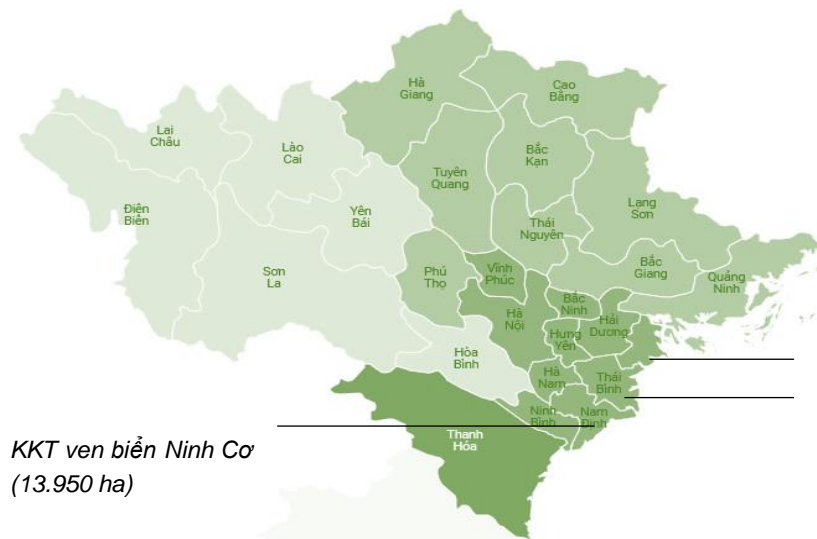 Hà
Giang
Cao
Bằng
Lai
Châu
Lào
Cai
Bắc
Kạn
Tuyên
Quang
Điện
Biên
Yên
Bái
Lạng
Sơn
Thái
Nguyên
Sơn
La
Phú
Thọ
Vĩnh
Phúc
Bắc
Giang
Quảng
Ninh
Hà
Nội
Bắc
Ninh
Hải
Dương
Hưng
Yên
Hòa
Bình
Hà
Nam
Thái
Bình
Ninh
Bình
Nam
Định
Thanh
Hóa
KKT ven biển Ninh Cơ
(13.950 ha)